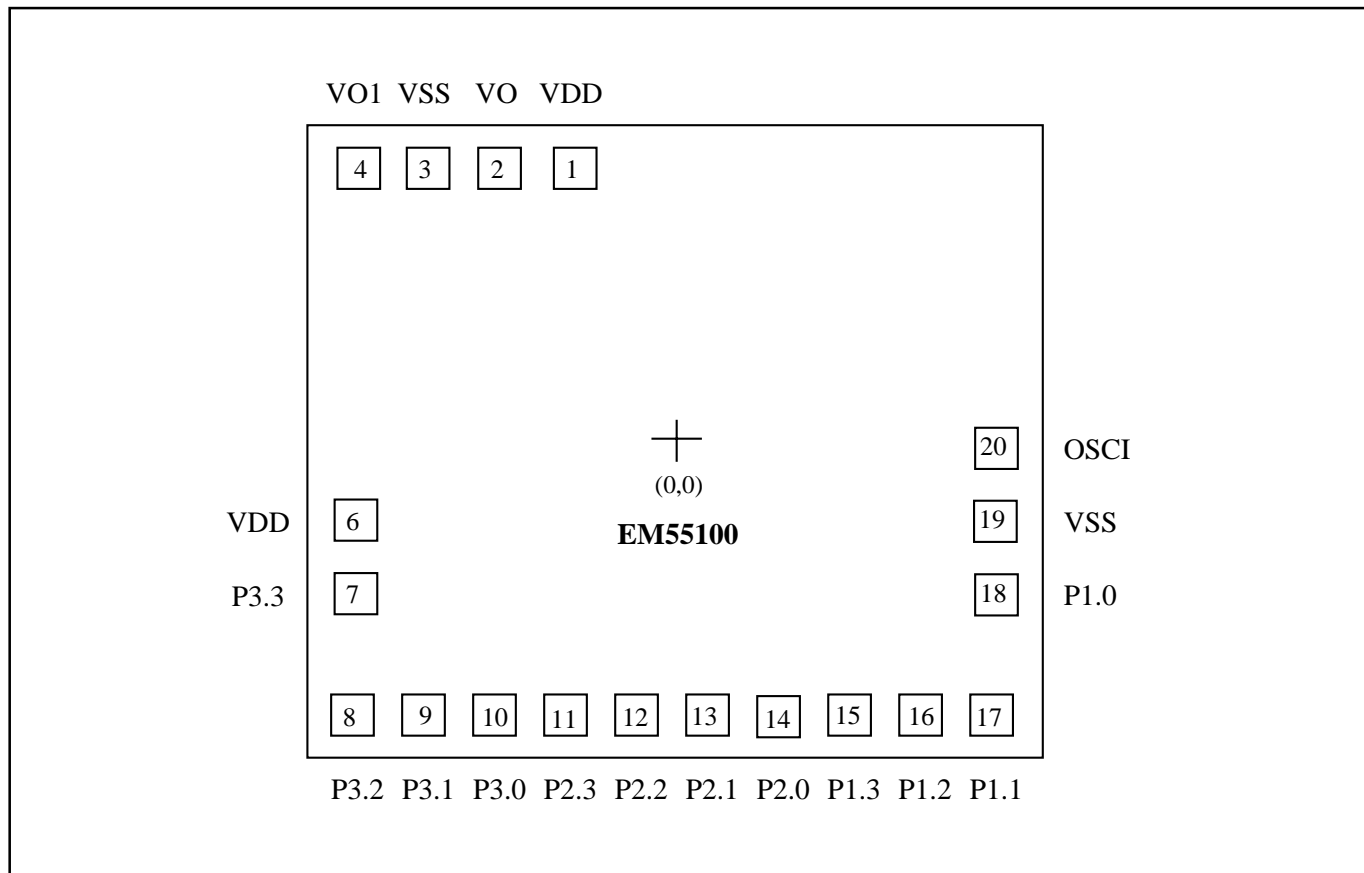 VO1 VSS VO VDD
4 3 2 1
20 OSCI
(0,0)
VDD 6 19 VSS
EM55100
P3.3 7 18 P1.0
8 9 10 11 12 13 14 15 16 17
P3.2 P3.1 P3.0 P2.3 P2.2 P2.1 P2.0 P1.3 P1.2 P1.1